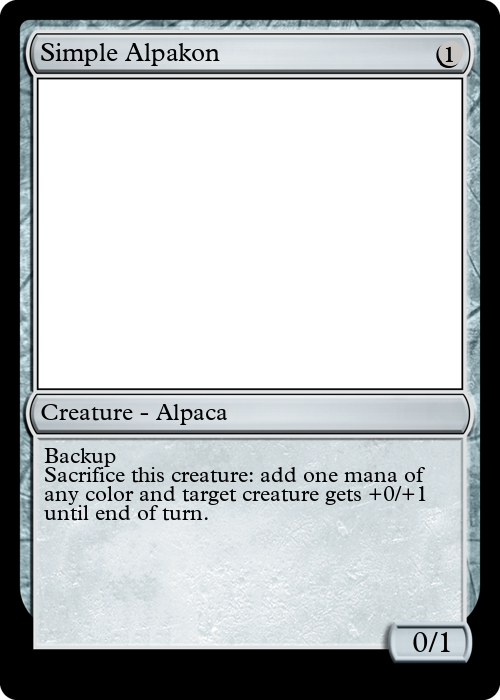 Simple Alpakon
1
Creature - Alpaca
Backup
Sacrifice this creature: add one mana of
any color and target creature gets +0/+1
until end of turn.
0/1